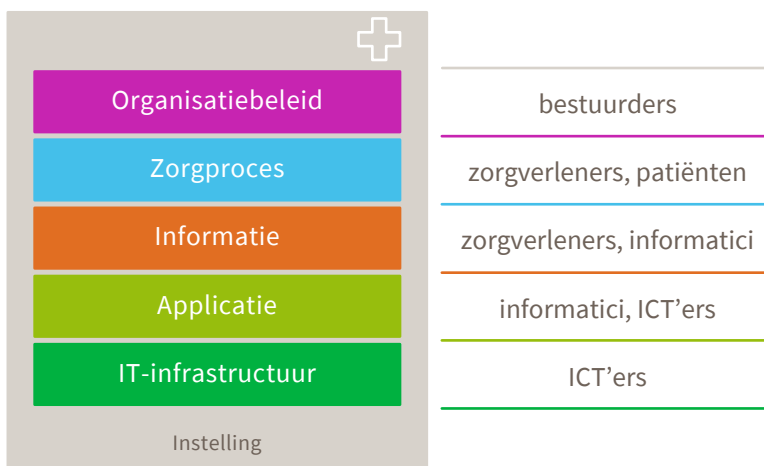 Organisatiebeleid
bestuurders
Zorgproces
zorgverleners, patiënten
Informatie
zorgverleners, informatici
Applicatie
informatici, ICT’ers
IT-infrastructuur
ICT’ers
Instelling